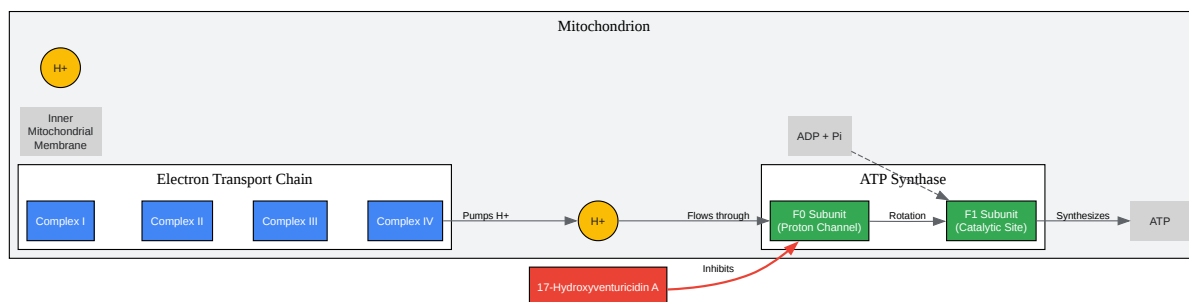 Mitochondrion
H+
Inner
Mitochondrial
Membrane
ADP + Pi
Electron Transport Chain
ATP Synthase
Complex I
Complex II
Complex III
Complex IV
Pumps H+
H+
Flows through
F0 Subunit
(Proton Channel)
Rotation
F1 Subunit
(Catalytic Site)
Synthesizes
ATP
Inhibits
17-Hydroxyventuricidin A